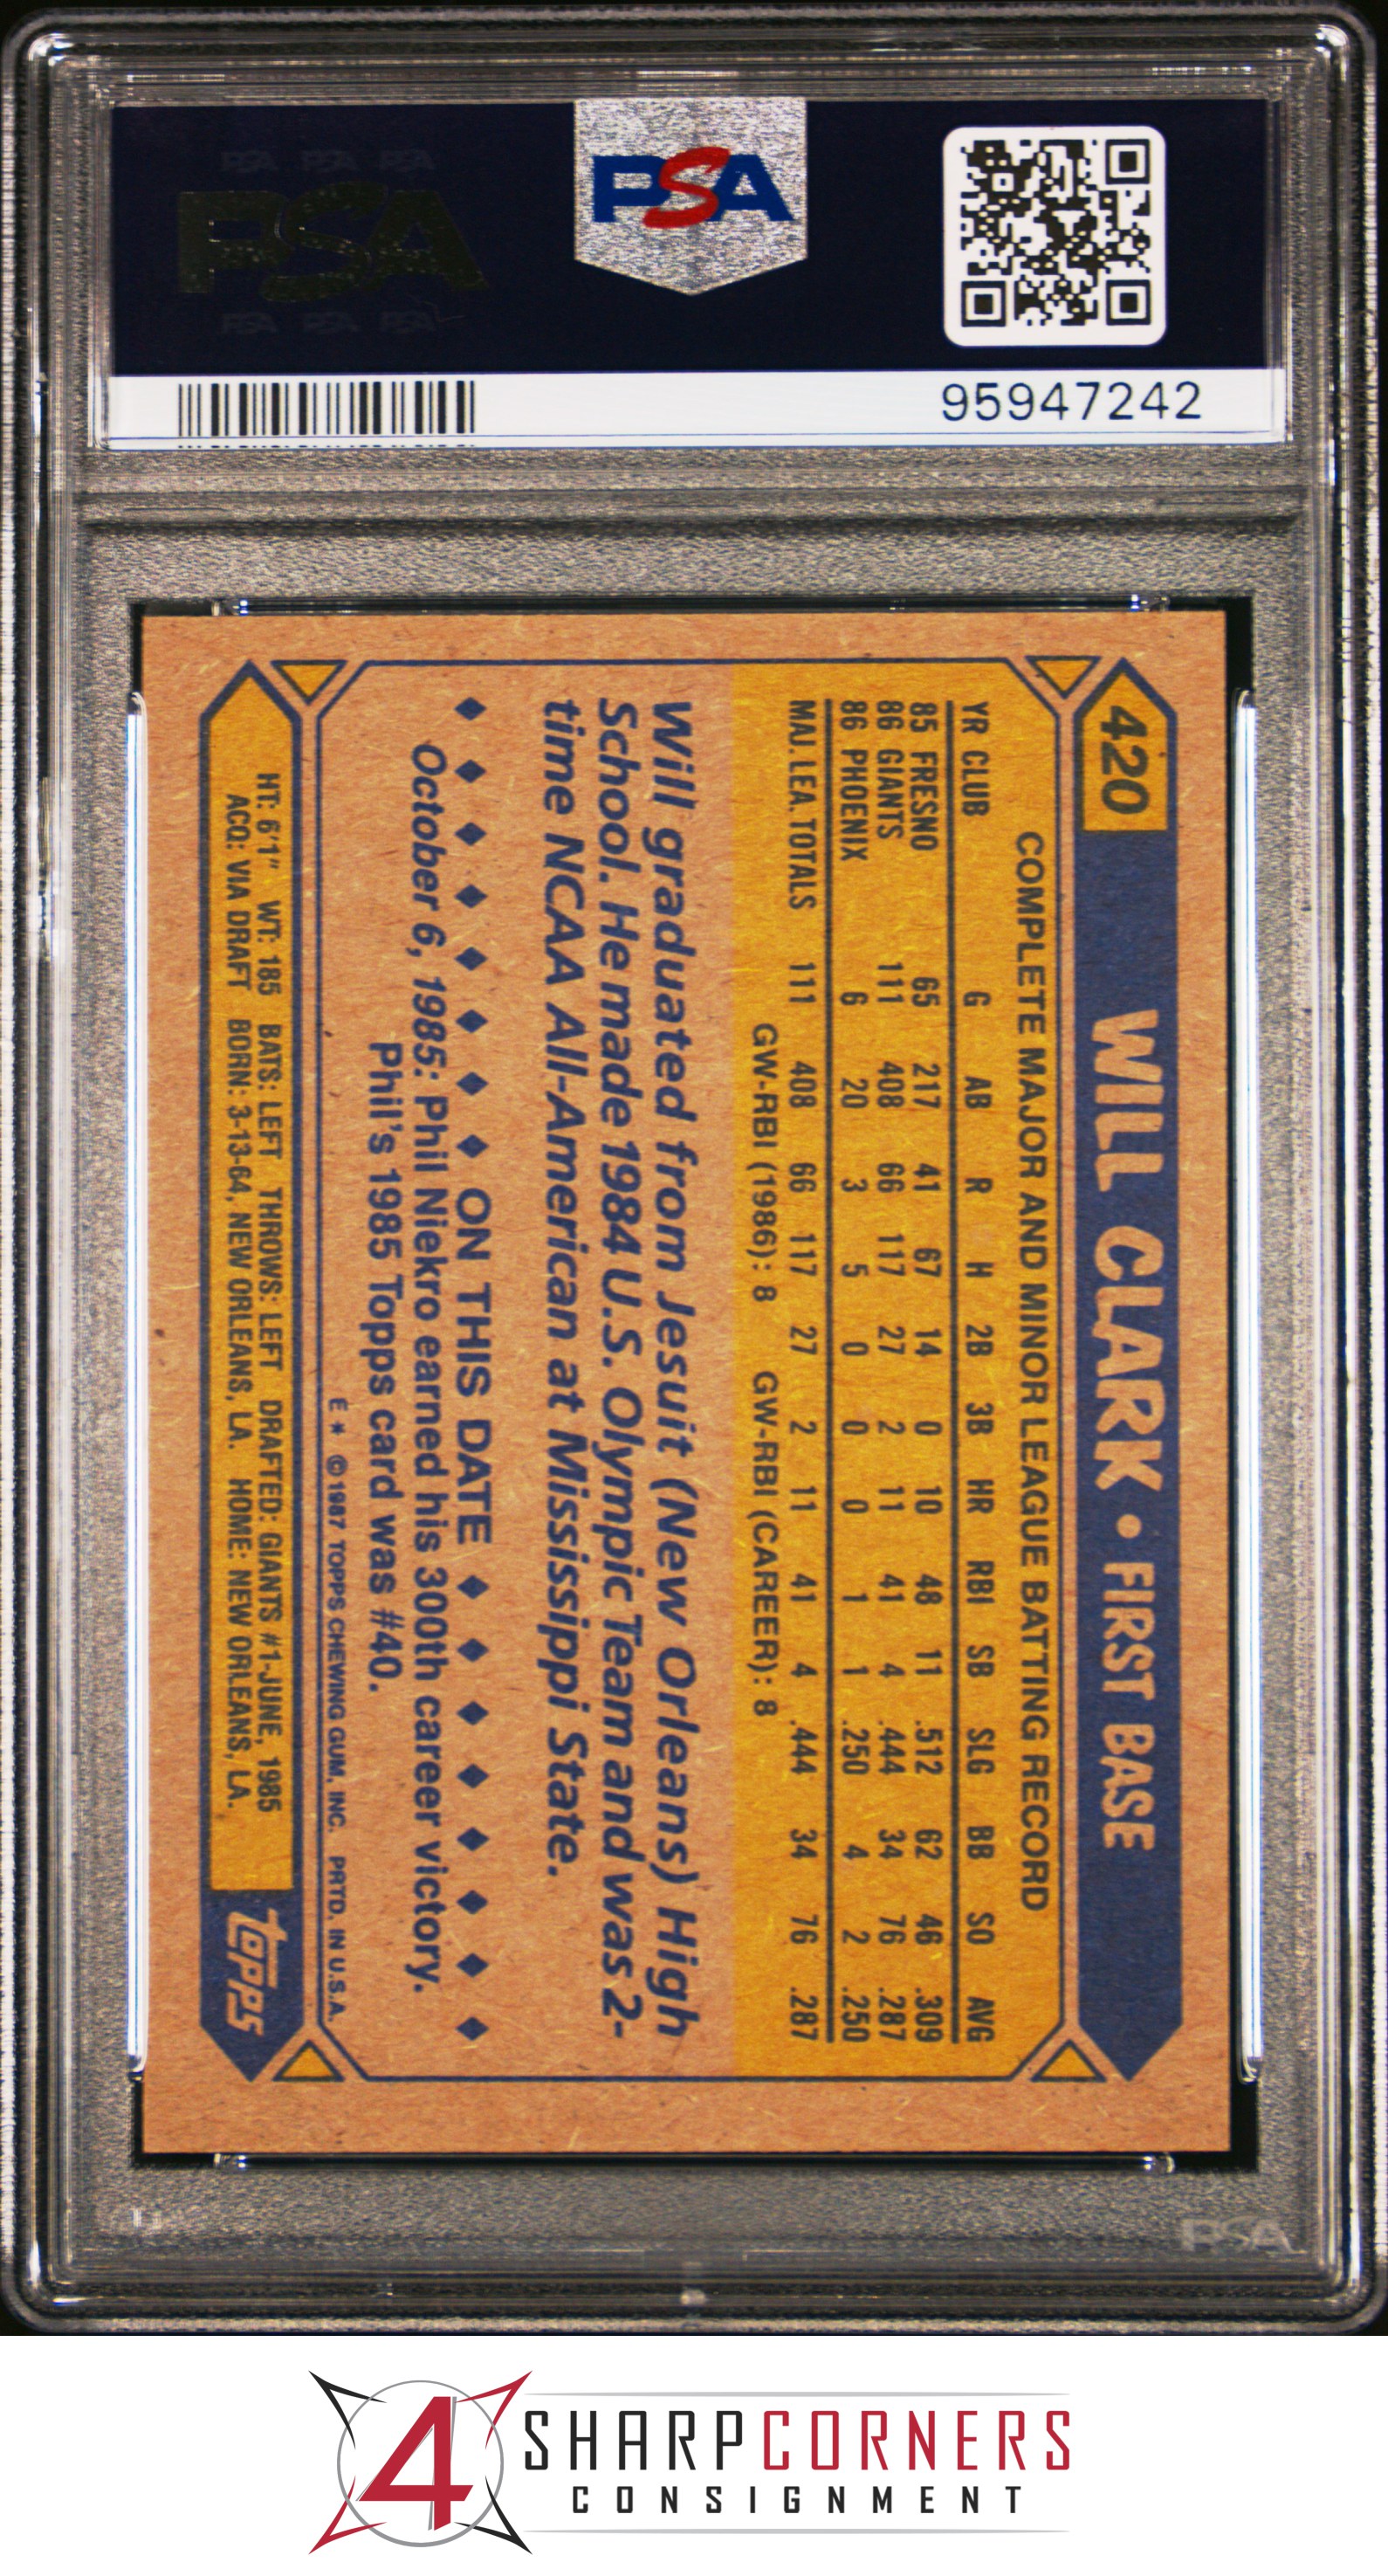 PSA PSA PSA
PSA
PSA PSA PSA
PSA
95947242
420 WILL CLARK • FIRST BASE
COMPLETE MAJOR AND MINOR LEAGUE BATTING RECORD
YR CLUB G AB R H 2B 3B HR RBI SB SLG BB SO AVG
85 FRESNO 65 217 41 67 14 0 10 48 11 .512 62 46 .309
86 GIANTS 111 408 66 117 27 2 11 41 4 .444 34 76 .287
86 PHOENIX 6 20 3 5 0 0 0 1 1 .250 4 2 .250
MAJ. LEA. TOTALS 111 408 66 117 27 2 11 41 4 .444 34 76 .287
GW-RBI (1986): 8 GW-RBI (CAREER): 8
Will graduated from Jesuit (New Orleans) High
School. He made 1984 U.S. Olympic Team and was 2-
time NCAA All-American at Mississippi State.
◆ ◆ ◆ ◆ ◆ ◆ ◆ ◆ ON THIS DATE ◆ ◆ ◆ ◆ ◆ ◆ ◆ ◆
October 6, 1985: Phil Niekro earned his 300th career victory.
Phil's 1985 Topps card was #40.
E* © 1987 TOPPS CHEWING GUM, INC. PRTD. IN U.S.A.
HT: 6'1" WT: 185 BATS: LEFT THROWS: LEFT DRAFTED: GIANTS #1-JUNE, 1985
ACQ: VIA DRAFT BORN: 3-13-64, NEW ORLEANS, LA. HOME: NEW ORLEANS, LA.
topps
PSA
4 SHARPCORNERS
CONSIGNMENT